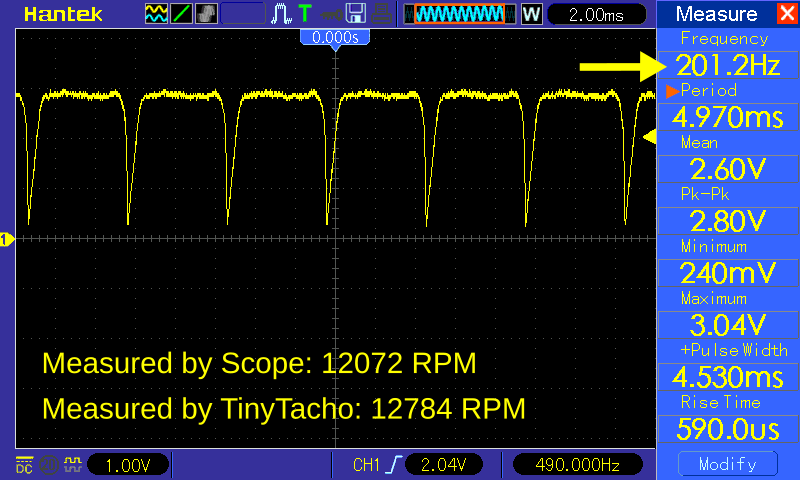 Hantek
T
W
2.00ms
Measure
0.000s
Frequency
201.2Hz
Period
4.970ms
Mean
2.60V
Pk-Pk
2.80V
Minimum
240mV
Maximum
3.04V
+Pulse Width
4.530ms
Rise Time
590.0us
Modify
1
Measured by Scope: 12072 RPM
Measured by TinyTacho: 12784 RPM
DC
1.00V
CH1
2.04V
490.000Hz